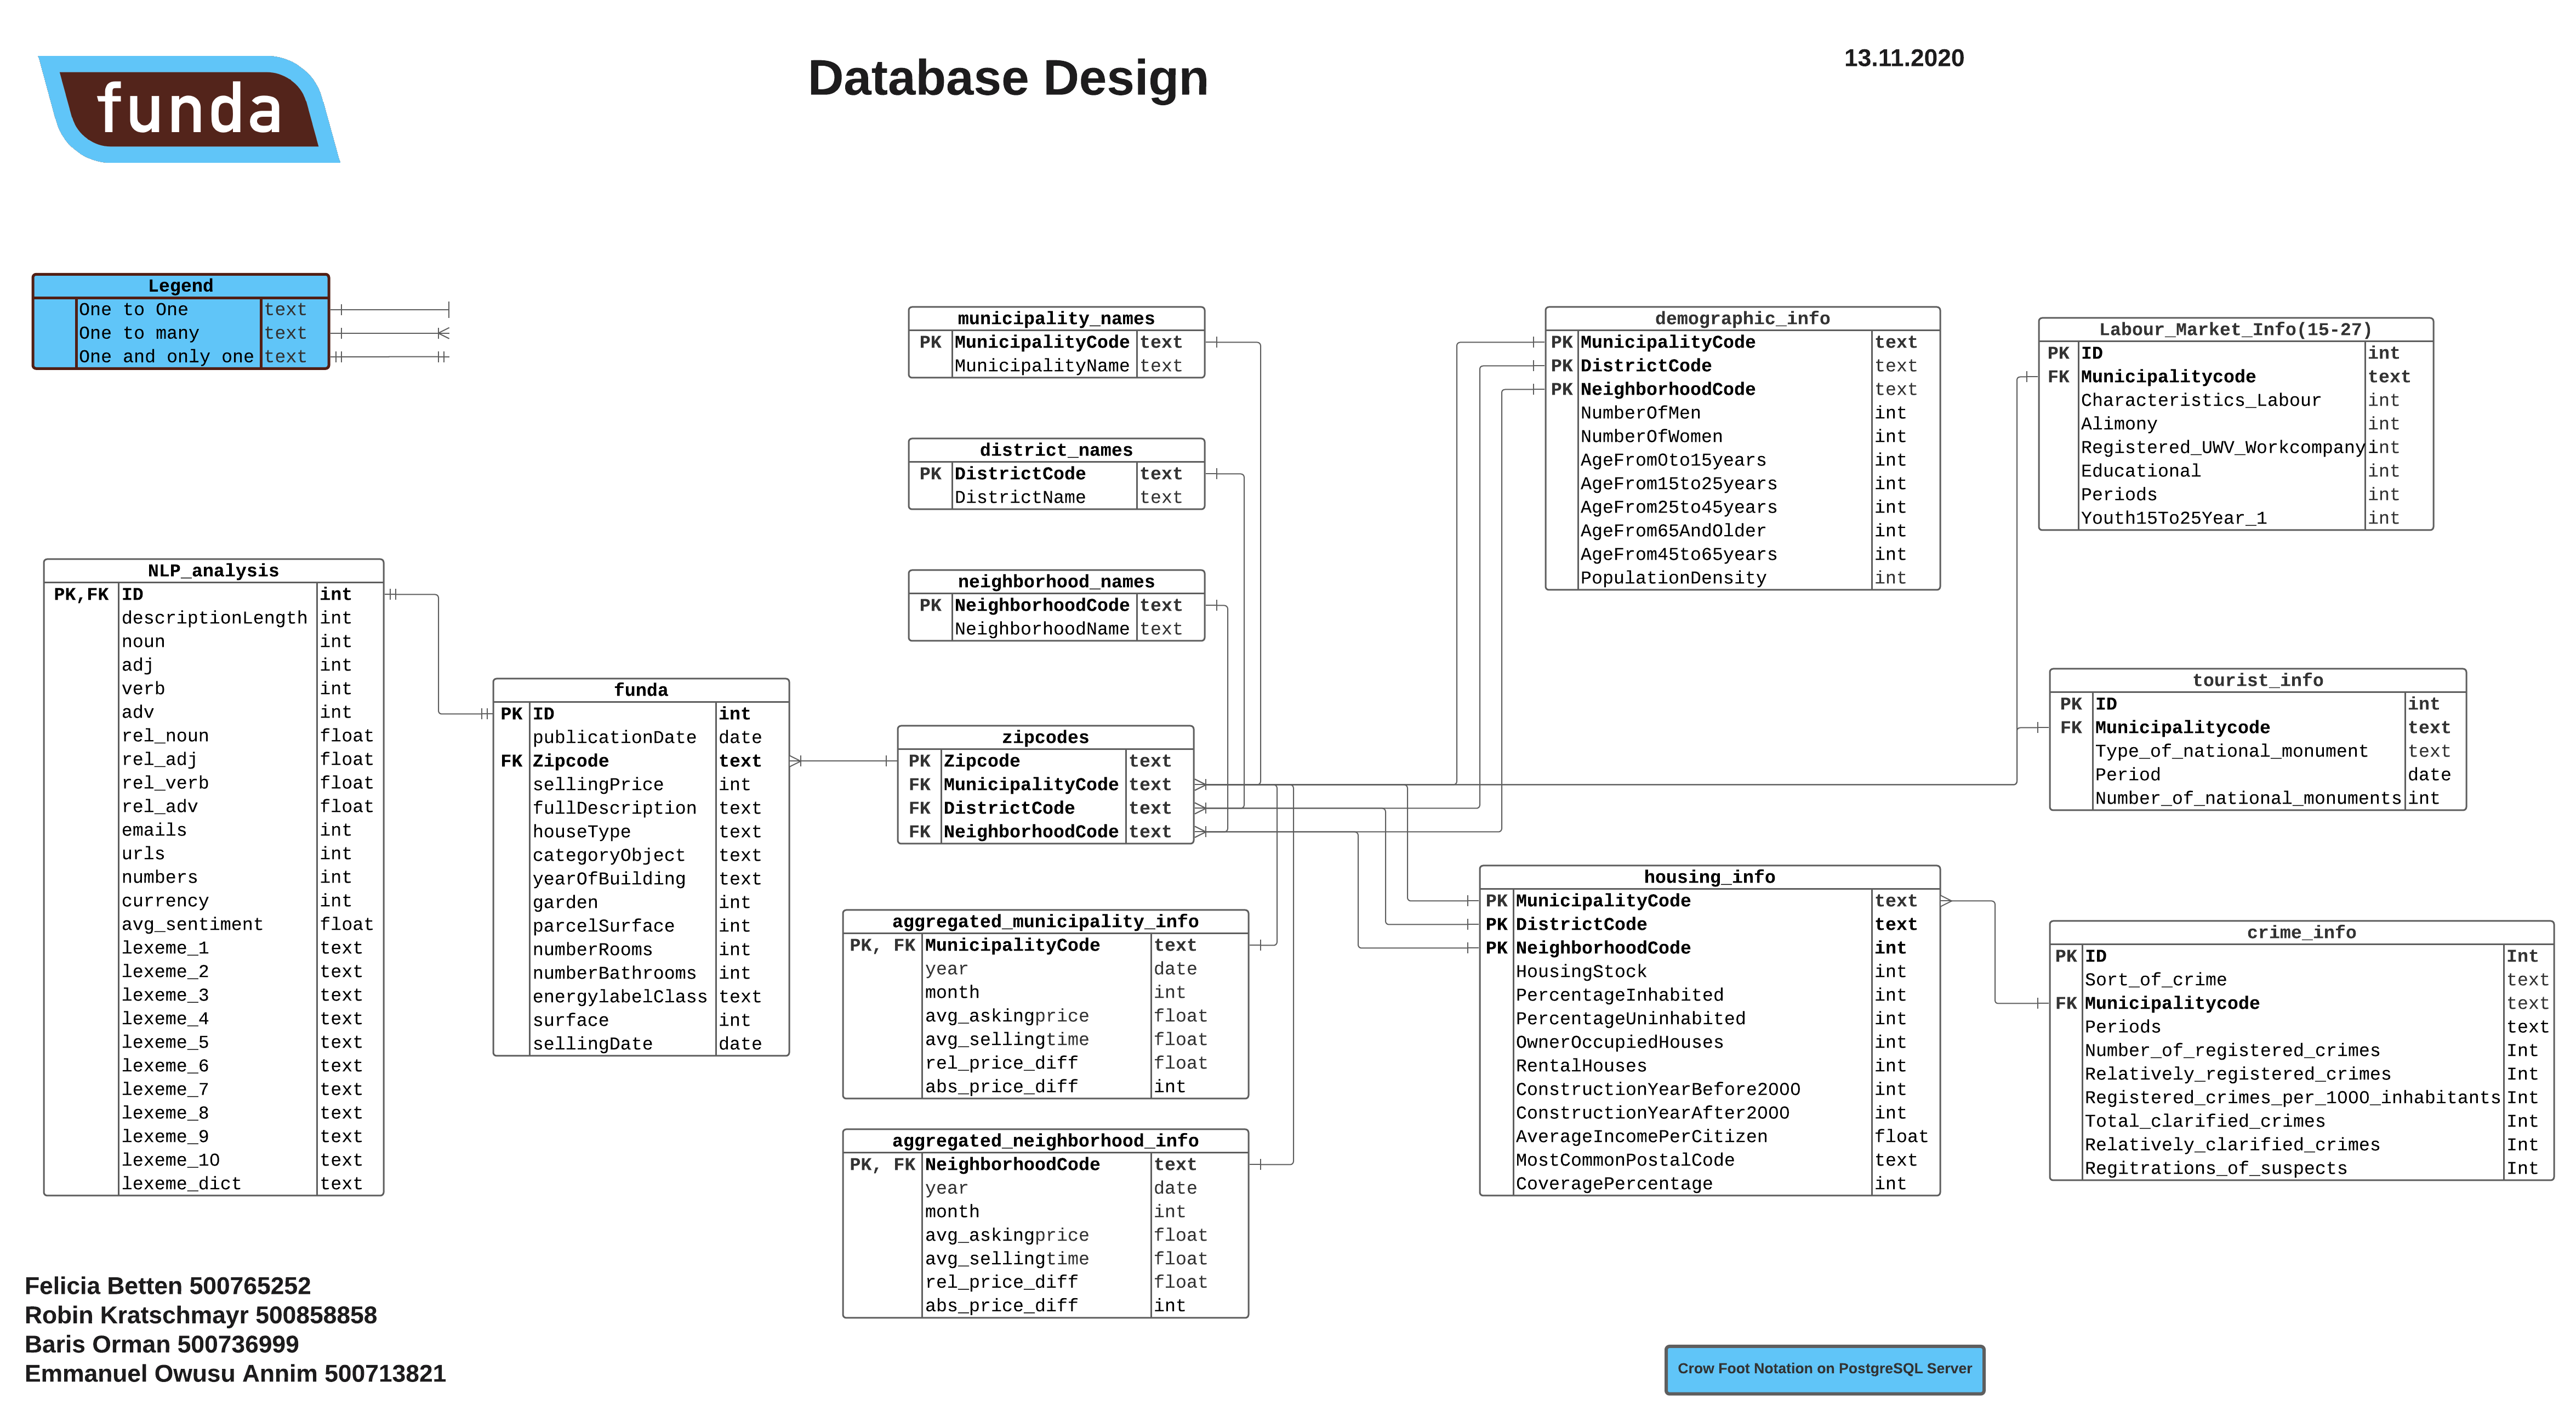 funda
Database Design
13.11.2020
Legend
One to One text
One to many text
One and only one text
municipality_names
PK MunicipalityCode text
MunicipalityName text
district_names
PK DistrictCode text
DistrictName text
neighborhood_names
PK NeighborhoodCode text
NeighborhoodName text
demographic_info
PK MunicipalityCode text
PK DistrictCode text
PK NeighborhoodCode text
NumberOfMen int
NumberOfWomen int
AgeFrom0to15years int
AgeFrom15to25years int
AgeFrom25to45years int
AgeFrom65AndOlder int
AgeFrom45to65years int
PopulationDensity int
Labour_Market_Info(15-27)
PK ID int
FK Municipalitycode text
Characteristics_Labour int
Alimony int
Registered_UWV_Workcompany int
Educational int
Periods int
Youth15To25Year_1 int
NLP_analysis
PK,FK ID int
descriptionLength int
noun int
adj int
verb int
adv int
rel_noun float
rel_adj float
rel_verb float
rel_adv float
emails int
urls int
numbers int
currency int
avg_sentiment float
lexeme_1 text
lexeme_2 text
lexeme_3 text
lexeme_4 text
lexeme_5 text
lexeme_6 text
lexeme_7 text
lexeme_8 text
lexeme_9 text
lexeme_10 text
lexeme_dict text
funda
PK ID int
publicationDate date
FK Zipcode text
sellingPrice int
fullDescription text
houseType text
categoryObject text
yearOfBuilding text
garden int
parcelSurface int
numberRooms int
numberBathrooms int
energylabelClass text
surface int
sellingDate date
zipcodes
PK Zipcode text
FK MunicipalityCode text
FK DistrictCode text
FK NeighborhoodCode text
tourist_info
PK ID int
FK Municipalitycode text
Type_of_national_monument text
Period date
Number_of_national_monuments int
aggregated_municipality_info
PK, FK MunicipalityCode text
year date
month int
avg_askingprice float
avg_sellingtime float
rel_price_diff float
abs_price_diff int
aggregated_neighborhood_info
PK, FK NeighborhoodCode text
year date
month int
avg_askingprice float
avg_sellingtime float
rel_price_diff float
abs_price_diff int
housing_info
PK MunicipalityCode text
PK DistrictCode text
PK NeighborhoodCode int
HousingStock int
PercentageInhabited int
PercentageUninhabited int
OwnerOccupiedHouses int
RentalHouses int
ConstructionYearBefore2000 int
ConstructionYearAfter2000 int
AverageIncomePerCitizen float
MostCommonPostalCode text
CoveragePercentage int
crime_info
PK ID Int
Sort_of_crime text
FK Municipalitycode text
Periods text
Number_of_registered_crimes Int
Relatively_registered_crimes Int
Registered_crimes_per_1000_inhabitants Int
Total_clarified_crimes Int
Relatively_clarified_crimes Int
Regitrations_of_suspects Int
Felicia Betten 500765252
Robin Kratschmayr 500858858
Baris Orman 500736999
Emmanuel Owusu Annim 500713821
Crow Foot Notation on PostgreSQL Server